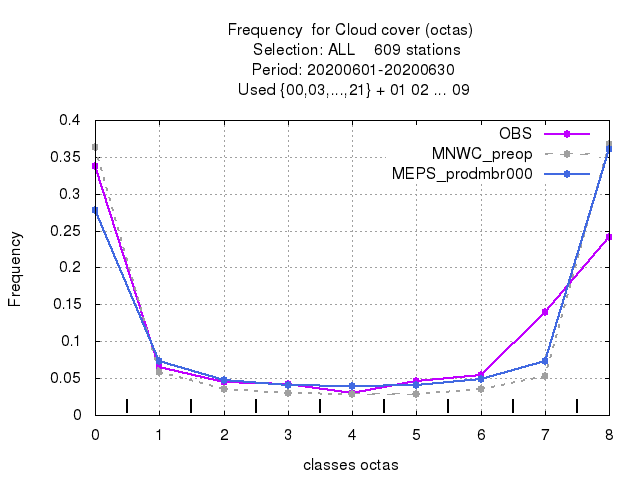 Frequency  for Cloud cover (octas)
Selection: ALL    609 stations
Period: 20200601-20200630
Used {00,03,...,21} + 01 02 ... 09
OBS
MNWC_preop
MEPS_prodmbr000
Frequency
0.4
0.35
0.3
0.25
0.2
0.15
0.1
0.05
0
0 1 2 3 4 5 6 7 8
classes octas